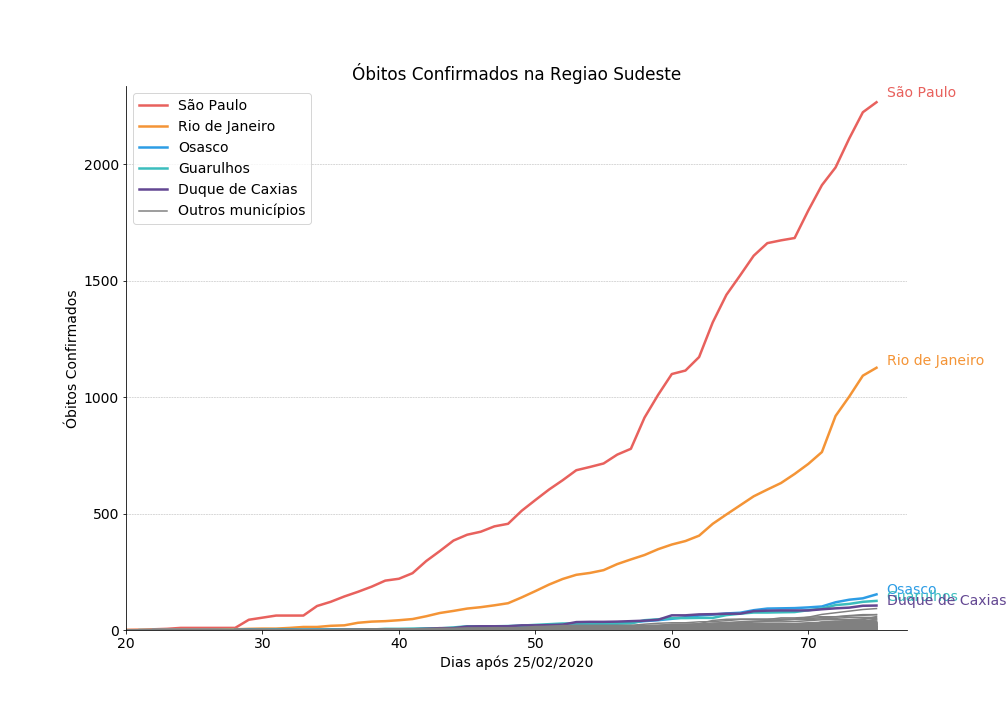 Óbitos Confirmados na Regiao Sudeste
São Paulo
Rio de Janeiro
Osasco
Guarulhos
Duque de Caxias
Outros municípios
São Paulo
Rio de Janeiro
Osasco
Guarulhos
Duque de Caxias
Óbitos Confirmados
2000
1500
1000
500
0
20
30
40
50
60
70
Dias após 25/02/2020